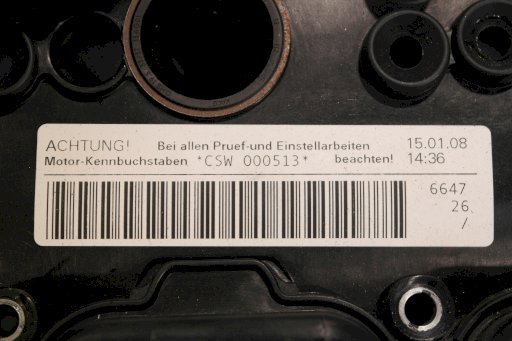 ACHTUNG! Bei allen Pruef-und Einstellarbeiten 15.01.08
Motor-Kennbuchstaben *CSW 000513* beachten! 14:36
6647
26/
/